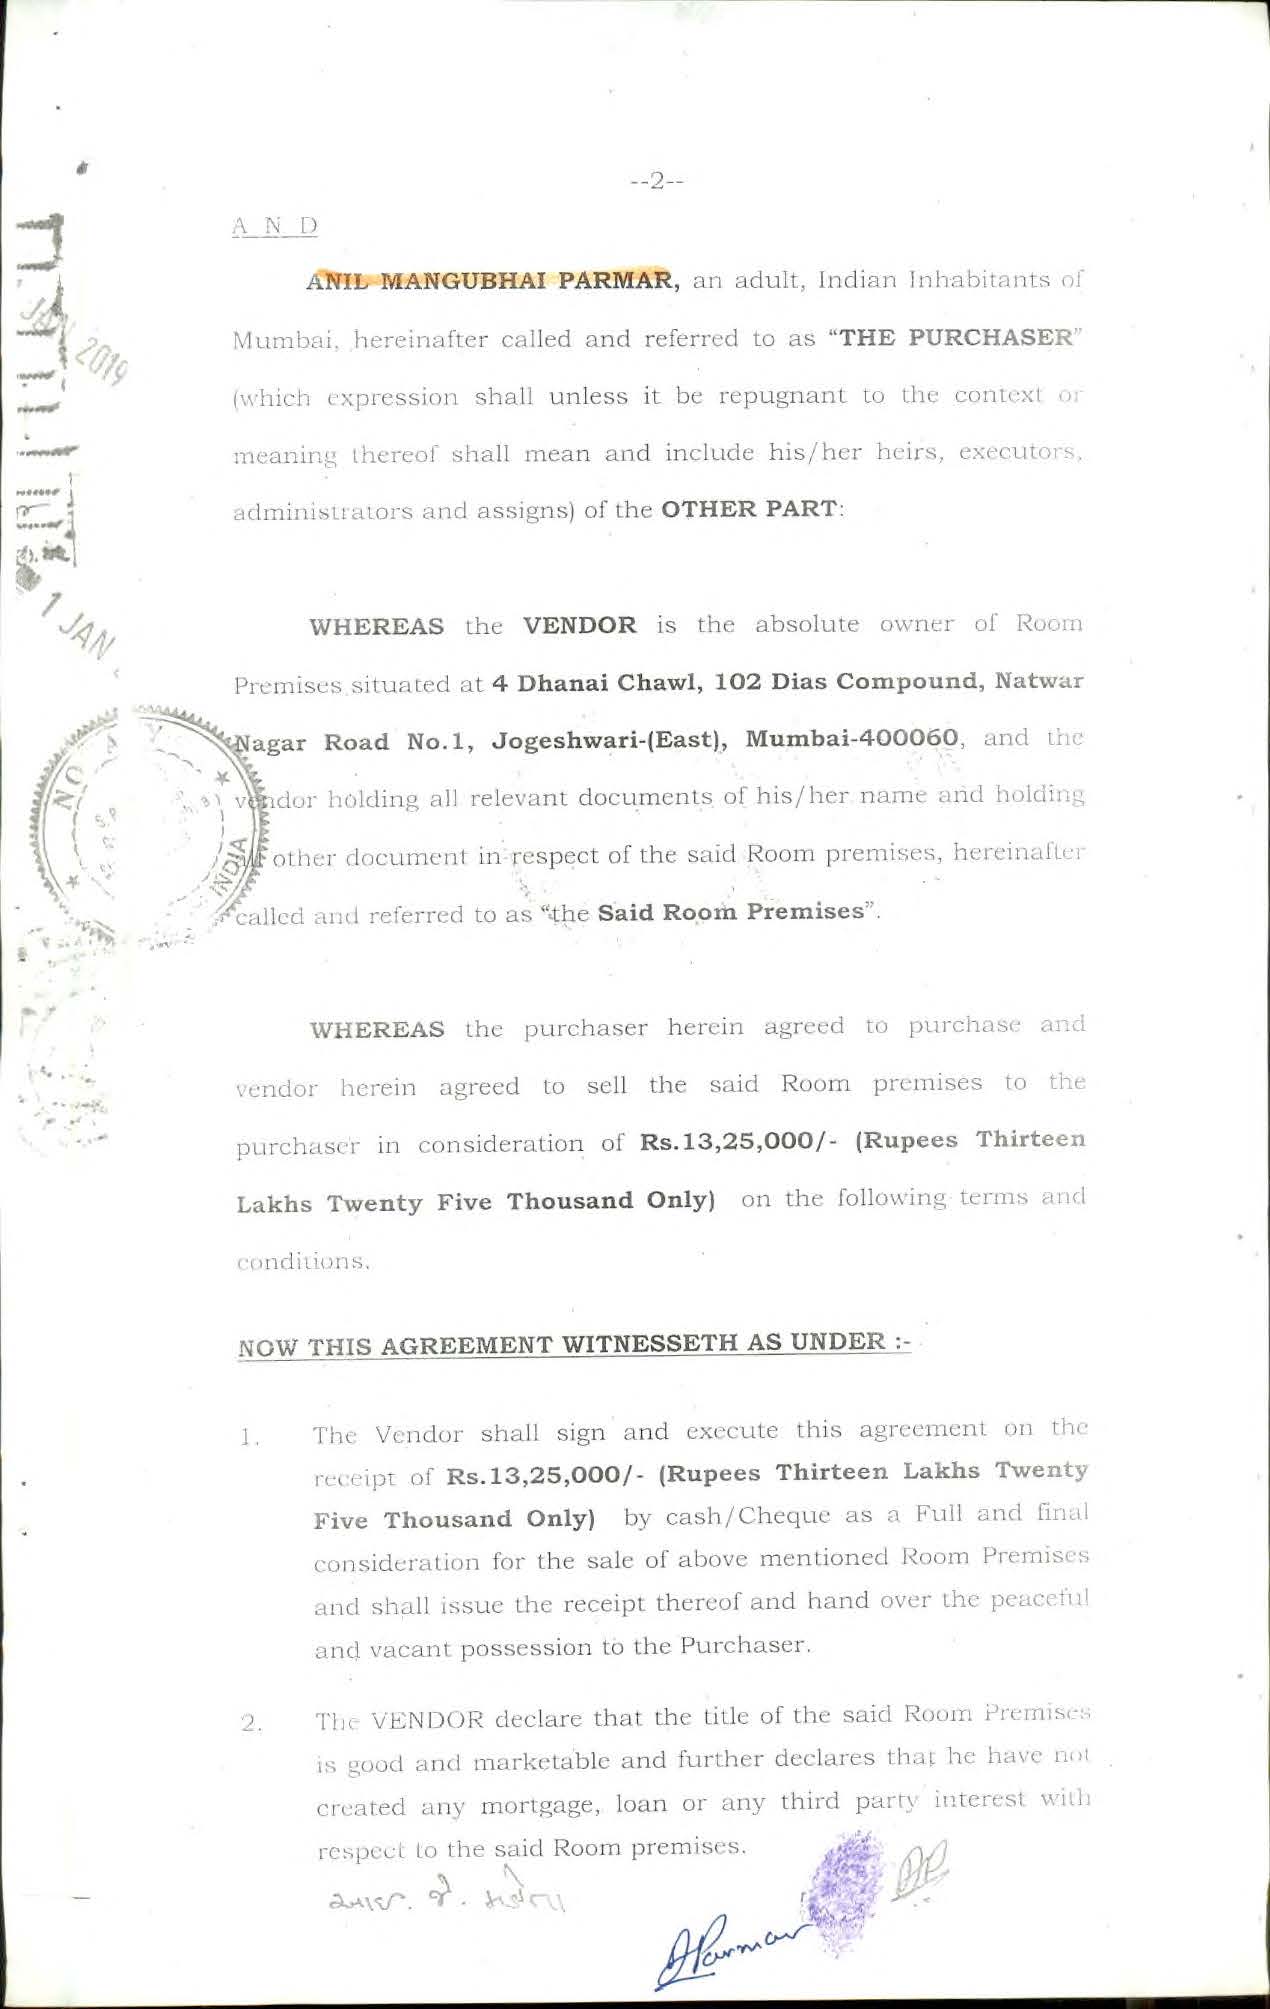 --2--
A N D
ANIL MANGUBHAI PARMAR, an adult, Indian Inhabitants of
Mumbai, hereinafter called and referred to as “THE PURCHASER”
(which expression shall unless it be repugnant to the context or
meaning thereof shall mean and include his/her heirs, executors,
administrators and assigns) of the OTHER PART:
JAN 2019
1 JAN
WHEREAS the VENDOR is the absolute owner of Room
Premises situated at 4 Dhanai Chawl, 102 Dias Compound, Natwar
Nagar Road No.1, Jogeshwari-(East), Mumbai-400060, and the
vendor holding all relevant documents of his/her name and holding
other document in respect of the said Room premises, hereinafter
called and referred to as “the Said Room Premises”.
INDIA
WHEREAS the purchaser herein agreed to purchase and
vendor herein agreed to sell the said Room premises to the
purchaser in consideration of Rs.13,25,000/- (Rupees Thirteen
Lakhs Twenty Five Thousand Only) on the following terms and
conditions.
NOW THIS AGREEMENT WITNESSETH AS UNDER :-
1. The Vendor shall sign and execute this agreement on the
receipt of Rs.13,25,000/- (Rupees Thirteen Lakhs Twenty
Five Thousand Only) by cash/Cheque as a Full and final
consideration for the sale of above mentioned Room Premises
and shall issue the receipt thereof and hand over the peaceful
and vacant possession to the Purchaser.
2. The VENDOR declare that the title of the said Room Premises
is good and marketable and further declares that he have not
created any mortgage, loan or any third party interest with
respect to the said Room premises.
AParmar